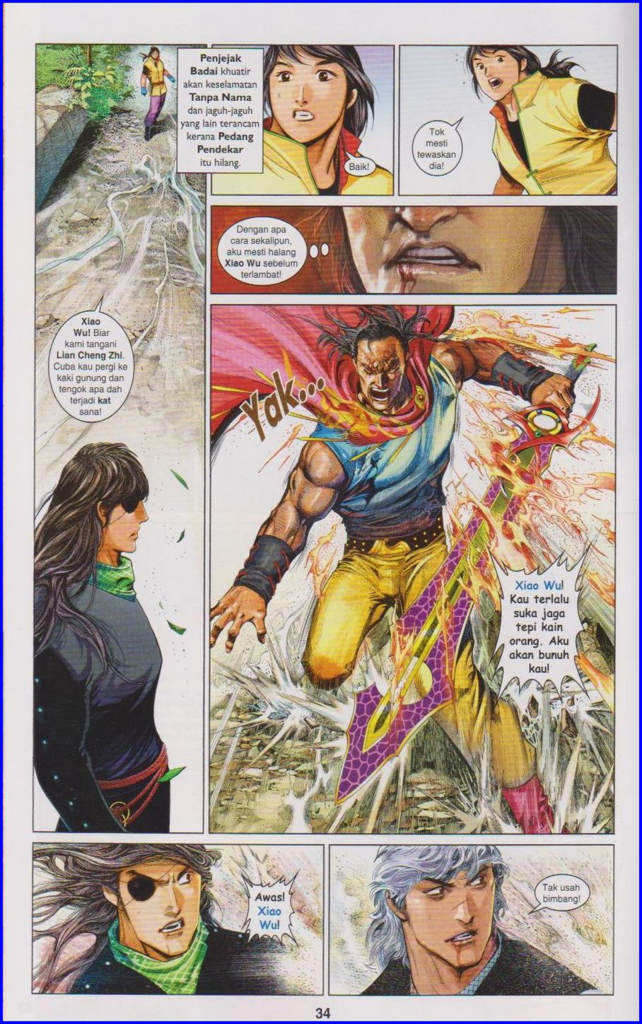 Penjejak
Badai khuatir
akan keselamatan
Tanpa Nama
dan jaguh-jaguh
yang lain terancam
kerana Pedang
Pendekar
itu hilang.
Baik!
Tok
mesti
tewaskan
dia!
Dengan apa
cara sekalipun,
aku mesti halang
Xiao Wu sebelum
terlambat!
Xiao
Wu! Biar
kami tangani
Lian Cheng Zhi.
Cuba kau pergi ke
kaki gunung dan
tengok apa dah
terjadi kat
sana!
Yak...
Xiao Wu!
Kau terlalu
suka jaga
tepi kain
orang. Aku
akan bunuh
kau!
Awas!
Xiao
Wu!
Tak usah
bimbang!
34